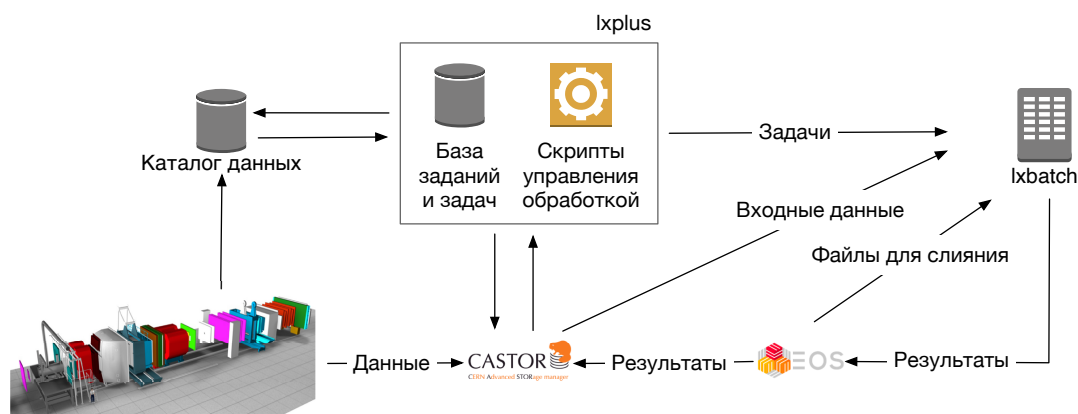 lxplus
Каталог данных
База
заданий
и задач
Скрипты
управления
обработкой
Задачи
lxbatch
Входные данные
Файлы для слияния
Данные
CASTOR
CERN Advanced STORage manager
Результаты
EOS
Результаты